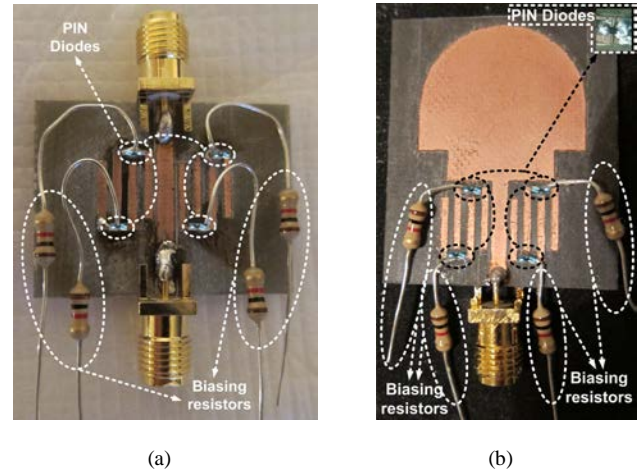 PIN
Diodes
Biasing
resistors
PIN Diodes
Biasing
resistors
Biasing
resistors
(a)
(b)